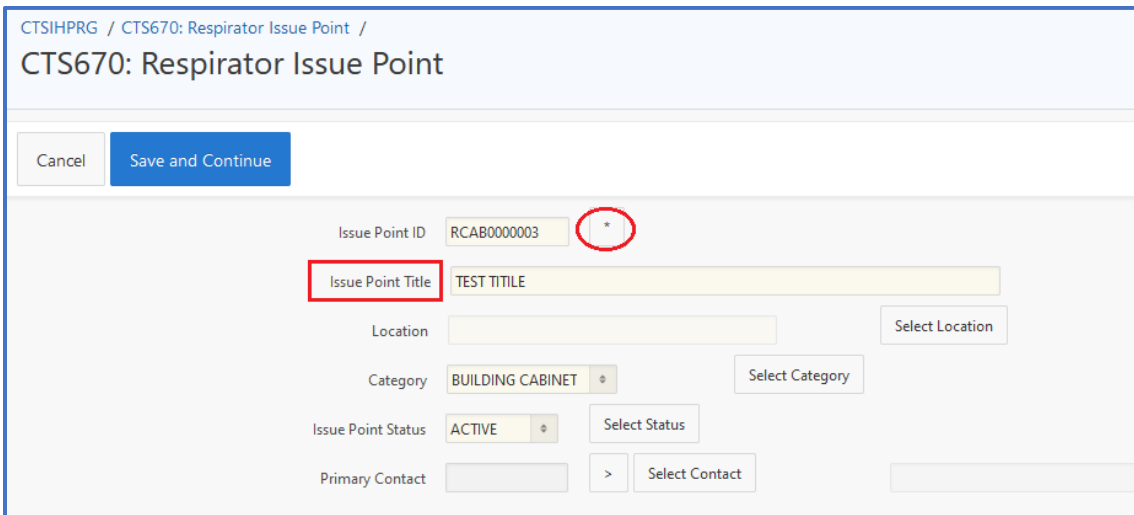 CTSIHPRG / CTS670: Respirator Issue Point /
CTS670: Respirator Issue Point
Cancel Save and Continue
Issue Point ID RCAB0000003 *
Issue Point Title TEST TITILE
Location Select Location
Category BUILDING CABINET Select Category
Issue Point Status ACTIVE Select Status
Primary Contact > Select Contact